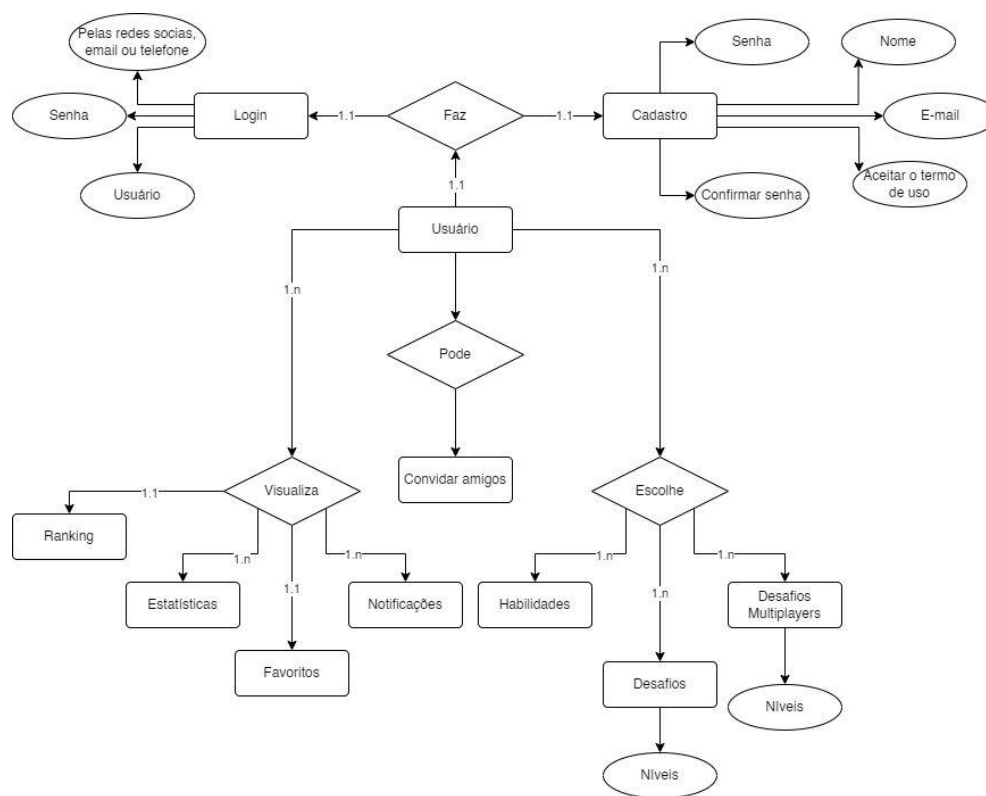 Pelas redes socias,
email ou telefone
Senha
Nome
Senha
Login
1.1
Faz
1.1
Cadastro
E-mail
Usuário
1.1
Confirmar senha
Aceitar o termo
de uso
Usuário
1.n
1.n
Pode
Convidar amigos
Visualiza
Escolhe
1.1
Ranking
1.n
1.n
1.n
1.n
1.1
1.n
Estatísticas
Notificações
Habilidades
Desafios
Multiplayers
Favoritos
Desafios
Níveis
Níveis